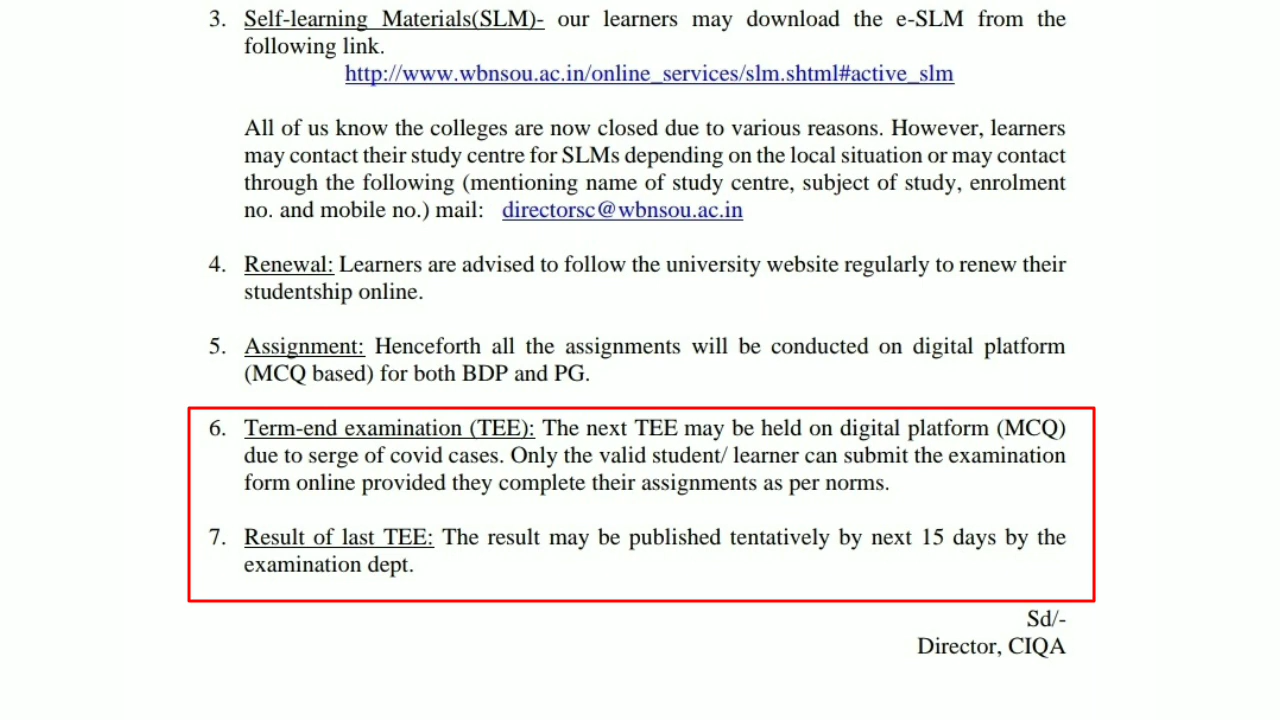 3. Self-learning Materials(SLM)- our learners may download the e-SLM from the
following link.
http://www.wbnsou.ac.in/online_services/slm.shtml#active_slm
All of us know the colleges are now closed due to various reasons. However, learners
may contact their study centre for SLMs depending on the local situation or may contact
through the following (mentioning name of study centre, subject of study, enrolment
no. and mobile no.) mail: directorsc@wbnsou.ac.in
4. Renewal: Learners are advised to follow the university website regularly to renew their
studentship online.
5. Assignment: Henceforth all the assignments will be conducted on digital platform
(MCQ based) for both BDP and PG.
6. Term-end examination (TEE): The next TEE may be held on digital platform (MCQ)
due to serge of covid cases. Only the valid student/ learner can submit the examination
form online provided they complete their assignments as per norms.
7. Result of last TEE: The result may be published tentatively by next 15 days by the
examination dept.
Sd/-
Director, CIQA